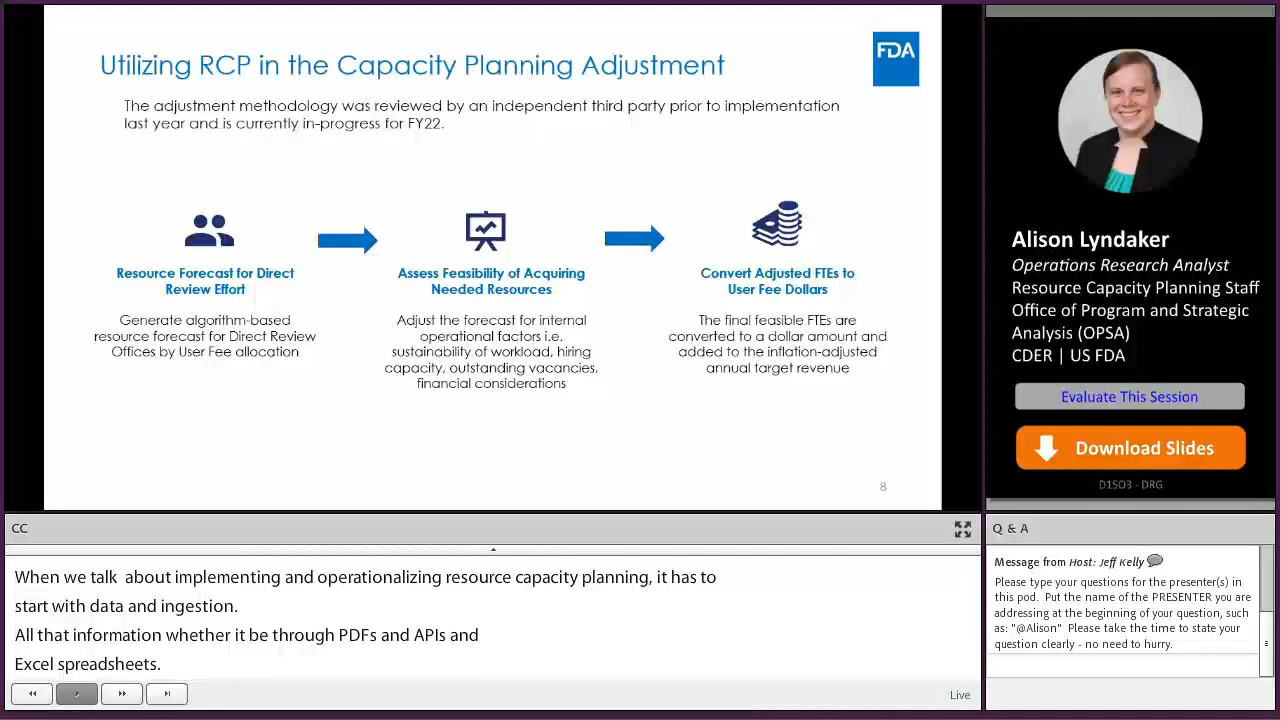 Utilizing RCP in the Capacity Planning Adjustment
FDA
The adjustment methodology was reviewed by an independent third party prior to implementation
last year and is currently in-progress for FY22.
Resource Forecast for Direct
Review Effort
Generate algorithm-based
resource forecast for Direct Review
Offices by User Fee allocation
Assess Feasibility of Acquiring
Needed Resources
Adjust the forecast for internal
operational factors i.e.
sustainability of workload, hiring
capacity, outstanding vacancies,
financial considerations
Convert Adjusted FTEs to
User Fee Dollars
The final feasible FTEs are
converted to a dollar amount and
added to the inflation-adjusted
annual target revenue
8
Alison Lyndaker
Operations Research Analyst
Resource Capacity Planning Staff
Office of Program and Strategic
Analysis (OPSA)
CDER | US FDA
Evaluate This Session
Download Slides
D1SO3 - DRG
CC
When we talk  about implementing and operationalizing resource capacity planning, it has to
start with data and ingestion.
All that information whether it be through PDFs and APIs and
Excel spreadsheets.
Live
Q & A
Message from Host: Jeff Kelly
Please type your questions for the presenter(s) in
this pod.  Put the name of the PRESENTER you are
addressing at the beginning of your question, such
as: "@Alison"  Please take the time to state your
question clearly - no need to hurry.